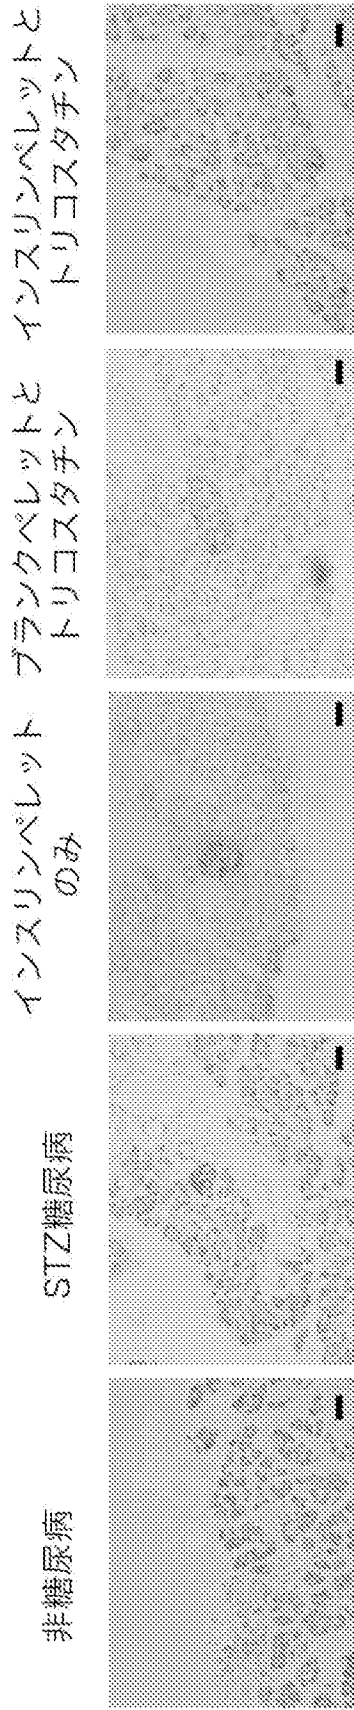 非糖尿病
STZ糖尿病
インスリンペレット
のみ
ブランクペレットと
トリコスタチン
インスリンペレットと
トリコスタチン